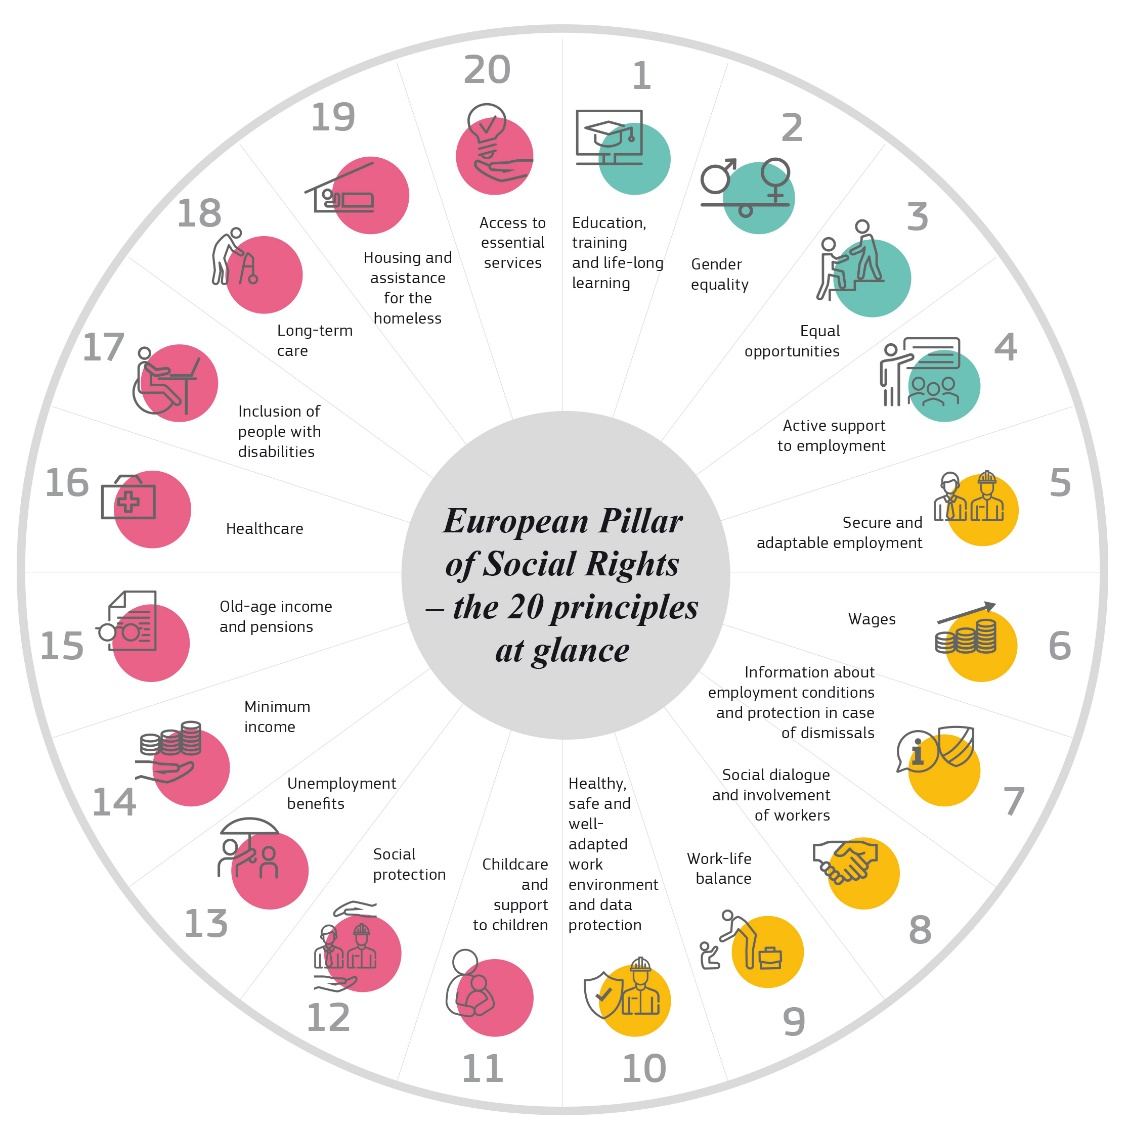 European Pillar
of Social Rights
– the 20 principles
at glance
1
Education,
training
and life-long
learning
2
Gender
equality
3
Equal
opportunities
4
Active support
to employment
5
Secure and
adaptable employment
6
Wages
7
Information about
employment conditions
and protection in case
of dismissals
8
Social dialogue
and involvement
of workers
9
Work-life
balance
10
Healthy,
safe and
well-
adapted
work
environment
and data
protection
11
Childcare
and
support
to children
12
Social
protection
13
Unemployment
benefits
14
Minimum
income
15
Old-age income
and pensions
16
Healthcare
17
Inclusion of
people with
disabilities
18
Long-term
care
19
Housing and
assistance
for the
homeless
20
Access to
essential
services